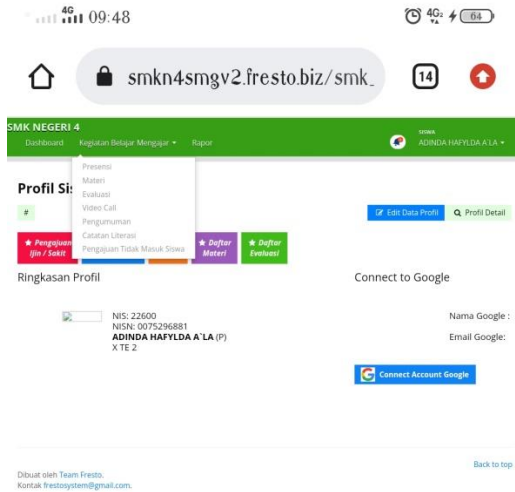 4G 09:48 4G2 64
smkn4smgv2.fresto.biz/smk_ 14
SMK NEGERI 4
SISWA
Dashboard Kegiatan Belajar Mengajar Rapor ADINDA HAFYLDA A'LA
Presensi
Materi
Evaluasi
Video Call
Pengumuman
Catatan Literasi
Pengajuan Tidak Masuk Siswa
Profil Sis
# Edit Data Profil Profil Detail
Pengajuan Ijin / Sakit
Daftar Materi
Daftar Evaluasi
Ringkasan Profil Connect to Google
NIS: 22600 Nama Google :
NISN: 0075296881
ADINDA HAFYLDA A`LA (P) Email Google:
X TE 2
Connect Account Google
Back to top
Dibuat oleh Team Fresto.
Kontak frestosystem@gmail.com.